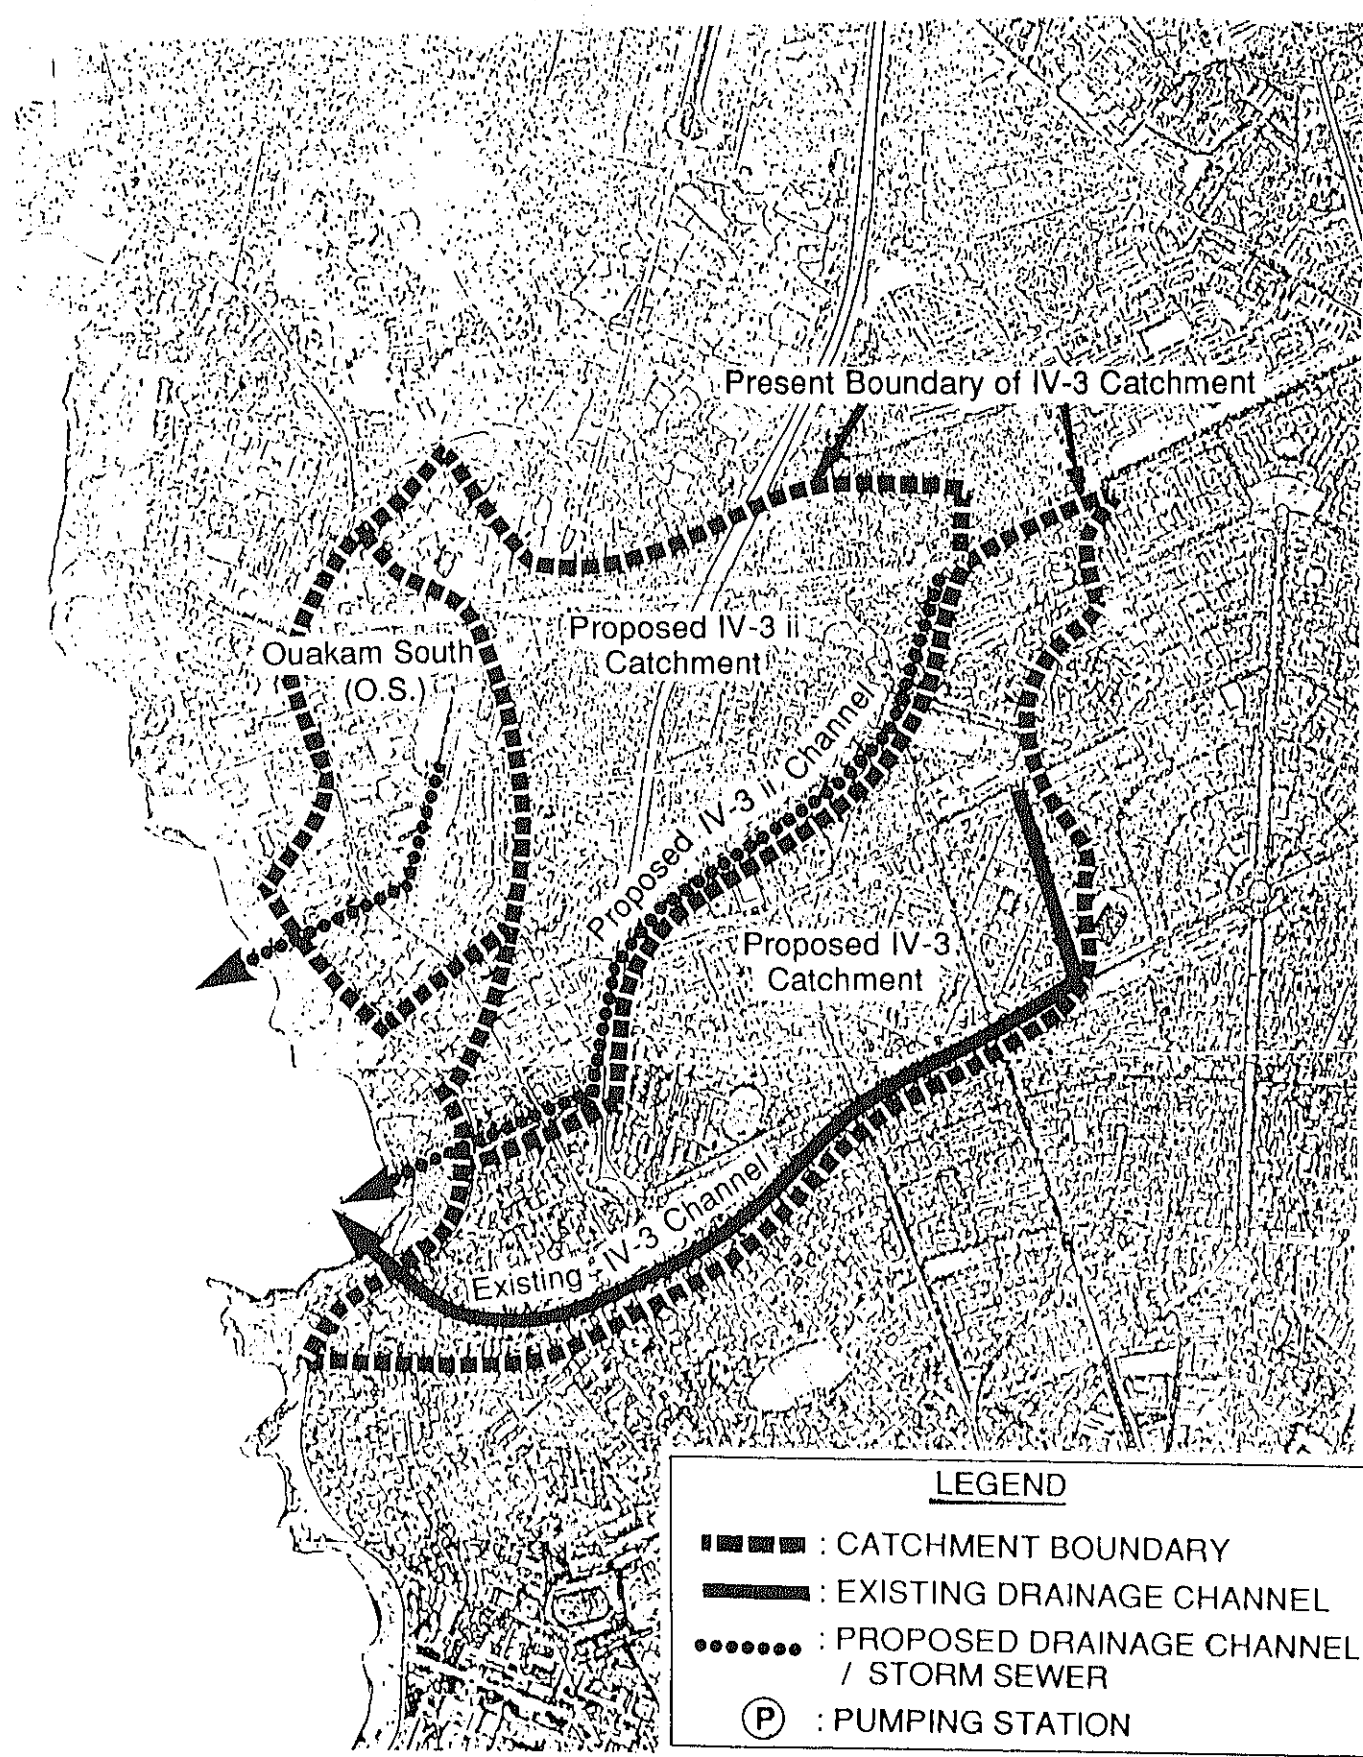 Present Boundary of IV-3 Catchment
Proposed IV-3 ii
Catchment
Ouakam South
(O.S.)
Proposed IV-3 ii Channel
Proposed IV-3
Catchment
Existing - IV-3 Channel
LEGEND
: CATCHMENT BOUNDARY
: EXISTING DRAINAGE CHANNEL
: PROPOSED DRAINAGE CHANNEL
/ STORM SEWER
P : PUMPING STATION